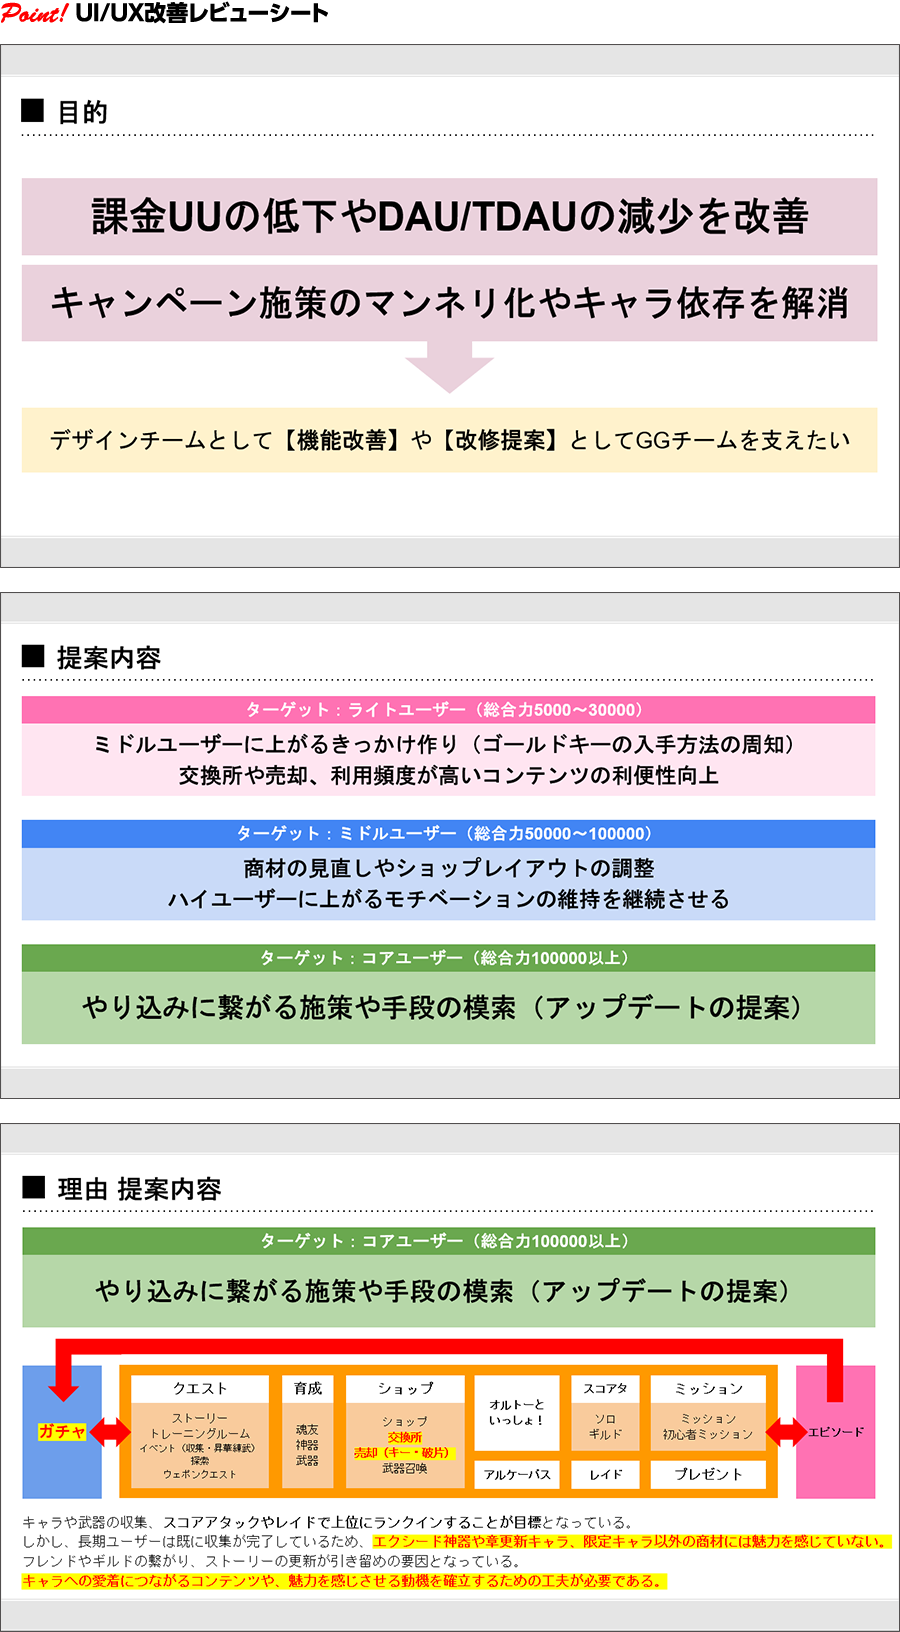 Point! UI/UX改善レビューシート
■ 目的
課金UUの低下やDAU/TDAUの減少を改善
キャンペーン施策のマンネリ化やキャラ依存を解消
デザインチームとして【機能改善】や【改修提案】としてGGチームを支えたい
■ 提案内容
ターゲット：ライトユーザー（総合力5000～30000）
ミドルユーザーに上がるきっかけ作り（ゴールドキーの入手方法の周知）
交換所や売却、利用頻度が高いコンテンツの利便性向上
ターゲット：ミドルユーザー（総合力50000～100000）
商材の見直しやショップレイアウトの調整
ハイユーザーに上がるモチベーションの維持を継続させる
ターゲット：コアユーザー（総合力100000以上）
やり込みに繋がる施策や手段の模索（アップデートの提案）
■ 理由 提案内容
ターゲット：コアユーザー（総合力100000以上）
やり込みに繋がる施策や手段の模索（アップデートの提案）
ガチャ
クエスト
ストーリー
トレーニングルーム
イベント（収集・昇華練武）
探索
ウェポンクエスト
育成
魂友
神器
武器
ショップ
ショップ
交換所
売却（キー・破片）
武器召喚
オルトーと
いっしょ！
アルケーパス
スコアタ
ソロ
ギルド
レイド
ミッション
ミッション
初心者ミッション
プレゼント
エピソード
キャラや武器の収集、スコアアタックやレイドで上位にランクインすることが目標となっている。
しかし、長期ユーザーは既に収集が完了しているため、エクシード神器や章更新キャラ、限定キャラ以外の商材には魅力を感じていない。
フレンドやギルドの繋がり、ストーリーの更新が引き留めの要因となっている。
キャラへの愛着につながるコンテンツや、魅力を感じさせる動機を確立するための工夫が必要である。